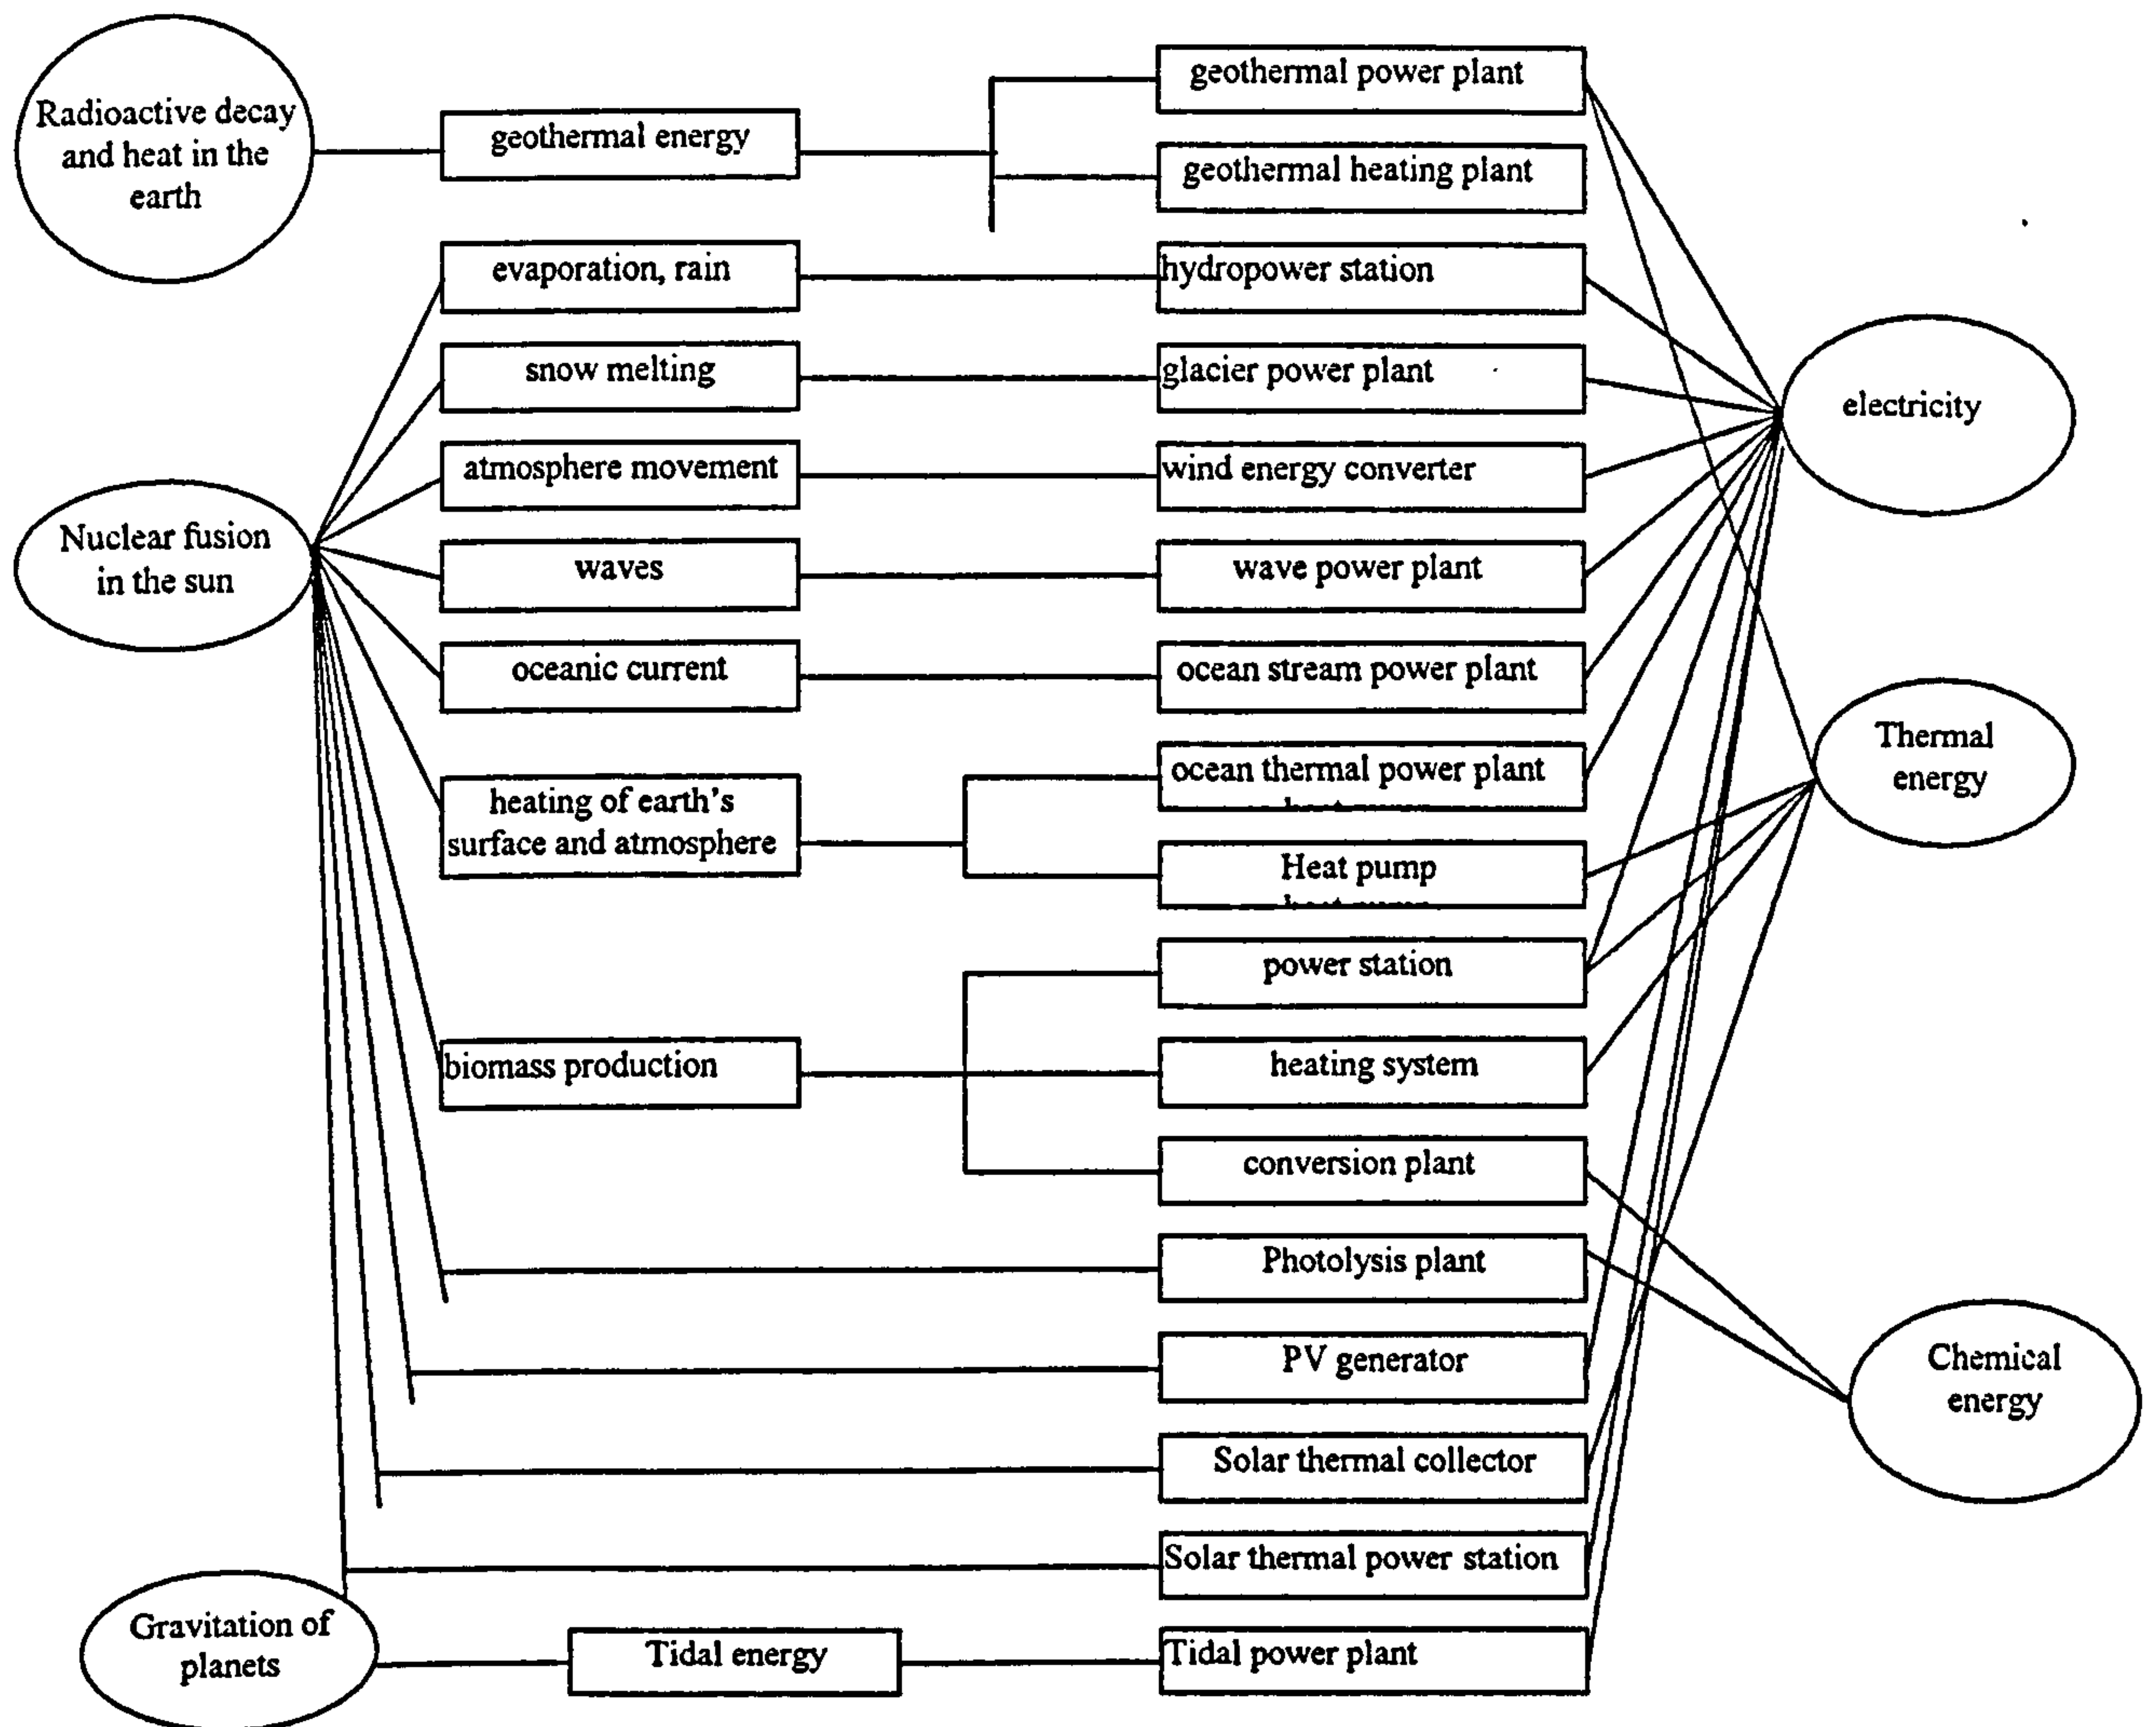 Radioactive decay
and heat in the
earth
geothermal energy
geothermal power plant
geothermal heating plant
evaporation, rain
hydropower station
snow melting
glacier power plant
electricity
atmosphere movement
wind energy converter
Nuclear fusion
in the sun
waves
wave power plant
oceanic current
ocean stream power plant
Thermal
energy
heating of earth's
surface and atmosphere
ocean thermal power plant
Heat pump
power station
biomass production
heating system
conversion plant
Photolysis plant
PV generator
Chemical
energy
Solar thermal collector
Solar thermal power station
Gravitation of
planets
Tidal energy
Tidal power plant